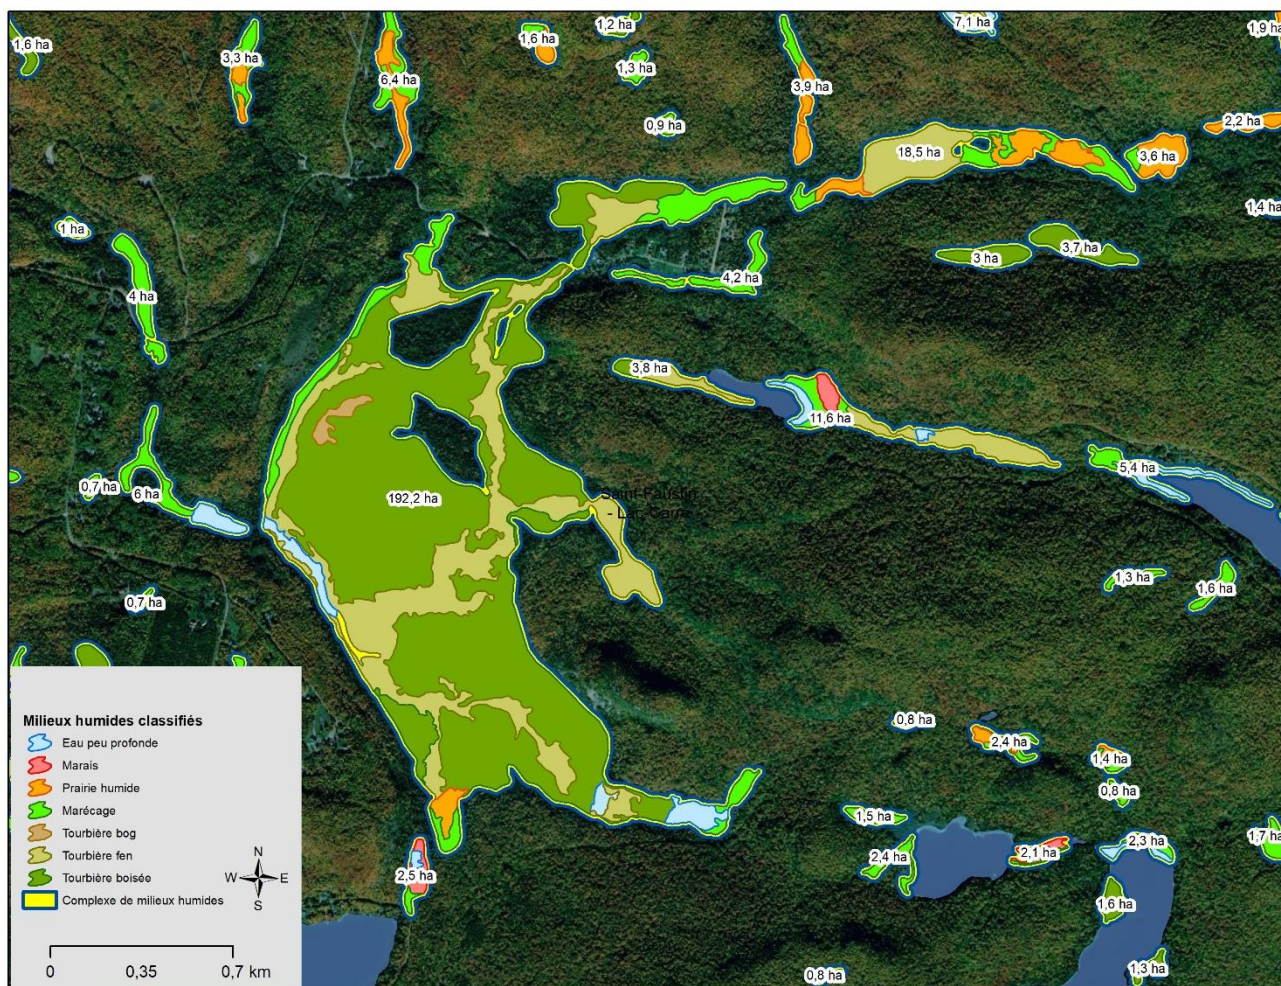 1,6 ha
3,3 ha
6,4 ha
1,6 ha
1,2 ha
1,3 ha
0,9 ha
3,9 ha
7,1 ha
1,9 ha
2,2 ha
18,5 ha
3,6 ha
1,4 ha
1 ha
4 ha
4,2 ha
3 ha
3,7 ha
3,8 ha
11,6 ha
5,4 ha
0,7 ha
6 ha
192,2 ha
Saint-Faustin
- Lac-Carré
0,7 ha
1,3 ha
1,6 ha
0,8 ha
2,4 ha
1,4 ha
0,8 ha
1,5 ha
2,4 ha
2,1 ha
2,3 ha
1,7 ha
2,5 ha
1,6 ha
0,8 ha
1,3 ha
Milieux humides classifiés
Eau peu profonde
Marais
Prairie humide
Marécage
Tourbière bog
Tourbière fen
Tourbière boisée
Complexe de milieux humides
N
W E
S
0 0,35 0,7 km